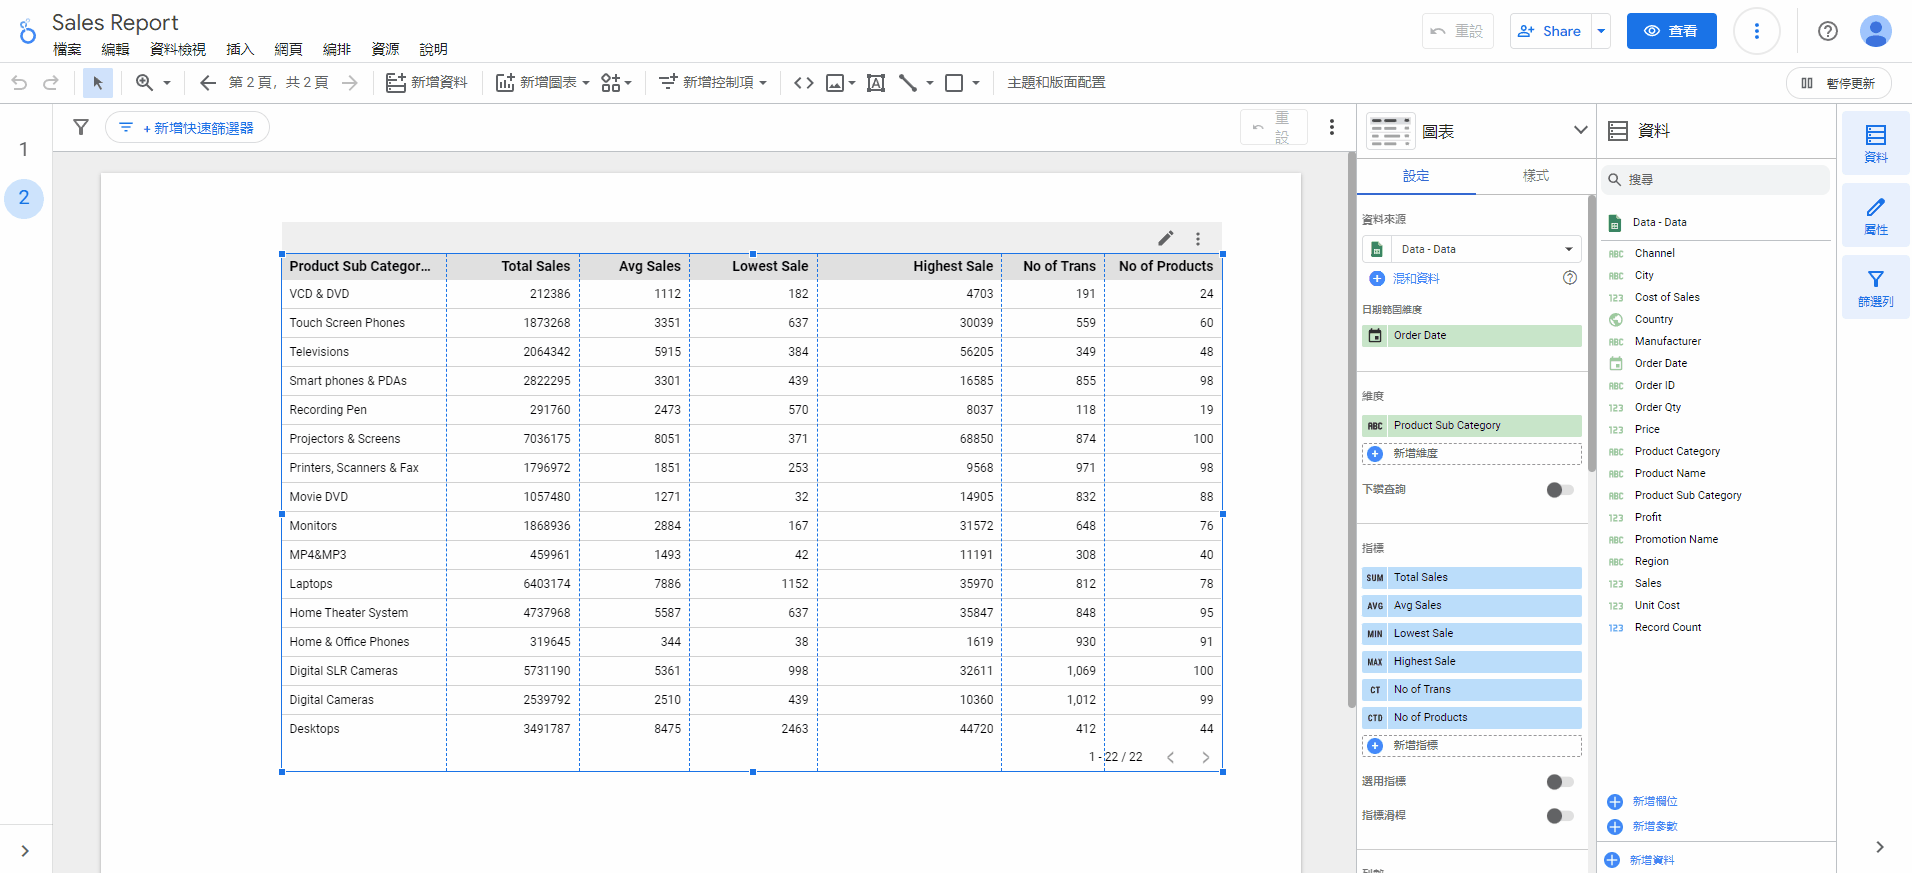 Sales Report
檔案 編輯 資料檢視 插入 網頁 編排 資源 說明
重設 Share 查看
第 2 頁，共 2 頁 新增資料 新增圖表 新增控制項 主題和版面配置 暫停更新
1
2
+ 新增快速篩選器
重設
Product Sub Categor... Total Sales Avg Sales Lowest Sale Highest Sale No of Trans No of Products
VCD & DVD 212386 1112 182 4703 191 24
Touch Screen Phones 1873268 3351 637 30039 559 60
Televisions 2064342 5915 384 56205 349 48
Smart phones & PDAs 2822295 3301 439 16585 855 98
Recording Pen 291760 2473 570 8037 118 19
Projectors & Screens 7036175 8051 371 68850 874 100
Printers, Scanners & Fax 1796972 1851 253 9568 971 98
Movie DVD 1057480 1271 32 14905 832 88
Monitors 1868936 2884 167 31572 648 76
MP4&MP3 459961 1493 42 11191 308 40
Laptops 6403174 7886 1152 35970 812 78
Home Theater System 4737968 5587 637 35847 848 95
Home & Office Phones 319645 344 38 1619 930 91
Digital SLR Cameras 5731190 5361 998 32611 1,069 100
Digital Cameras 2539792 2510 439 10360 1,012 99
Desktops 3491787 8475 2463 44720 412 44
1 - 22 / 22
圖表
設定 樣式
資料來源
Data - Data
混和資料
日期範圍維度
Order Date
維度
ABC Product Sub Category
新增維度
下鑽查詢
指標
SUM Total Sales
AVG Avg Sales
MIN Lowest Sale
MAX Highest Sale
CT No of Trans
CTD No of Products
新增指標
選用指標
指標滑桿
資料
搜尋
Data - Data
ABC Channel
ABC City
123 Cost of Sales
Country
ABC Manufacturer
Order Date
ABC Order ID
123 Order Qty
123 Price
ABC Product Category
ABC Product Name
ABC Product Sub Category
123 Profit
ABC Promotion Name
ABC Region
123 Sales
123 Unit Cost
123 Record Count
新增欄位
新增參數
新增資料
資料
屬性
篩選列